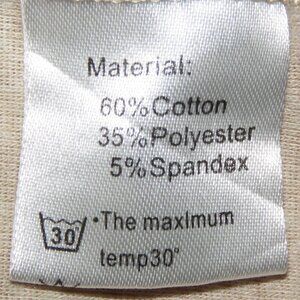 Material:
60%Cotton
35%Polyester
5%Spandex
30 •The maxlmum
temp30°